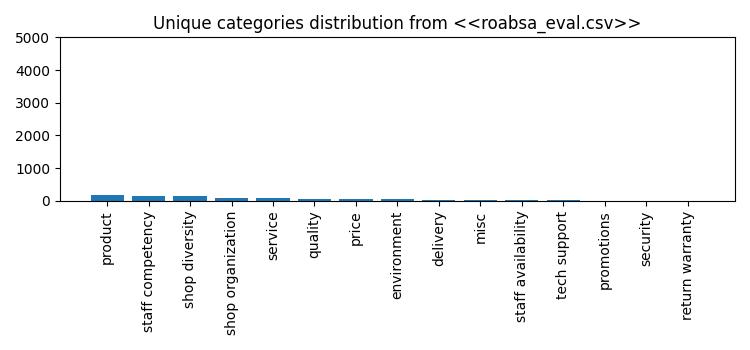 Unique categories distribution from <<roabsa_eval.csv>>
5000
4000
3000
2000
1000
0
product
staff competency
shop diversity
shop organization
service
quality
price
environment
delivery
misc
staff availability
tech support
promotions
security
return warranty